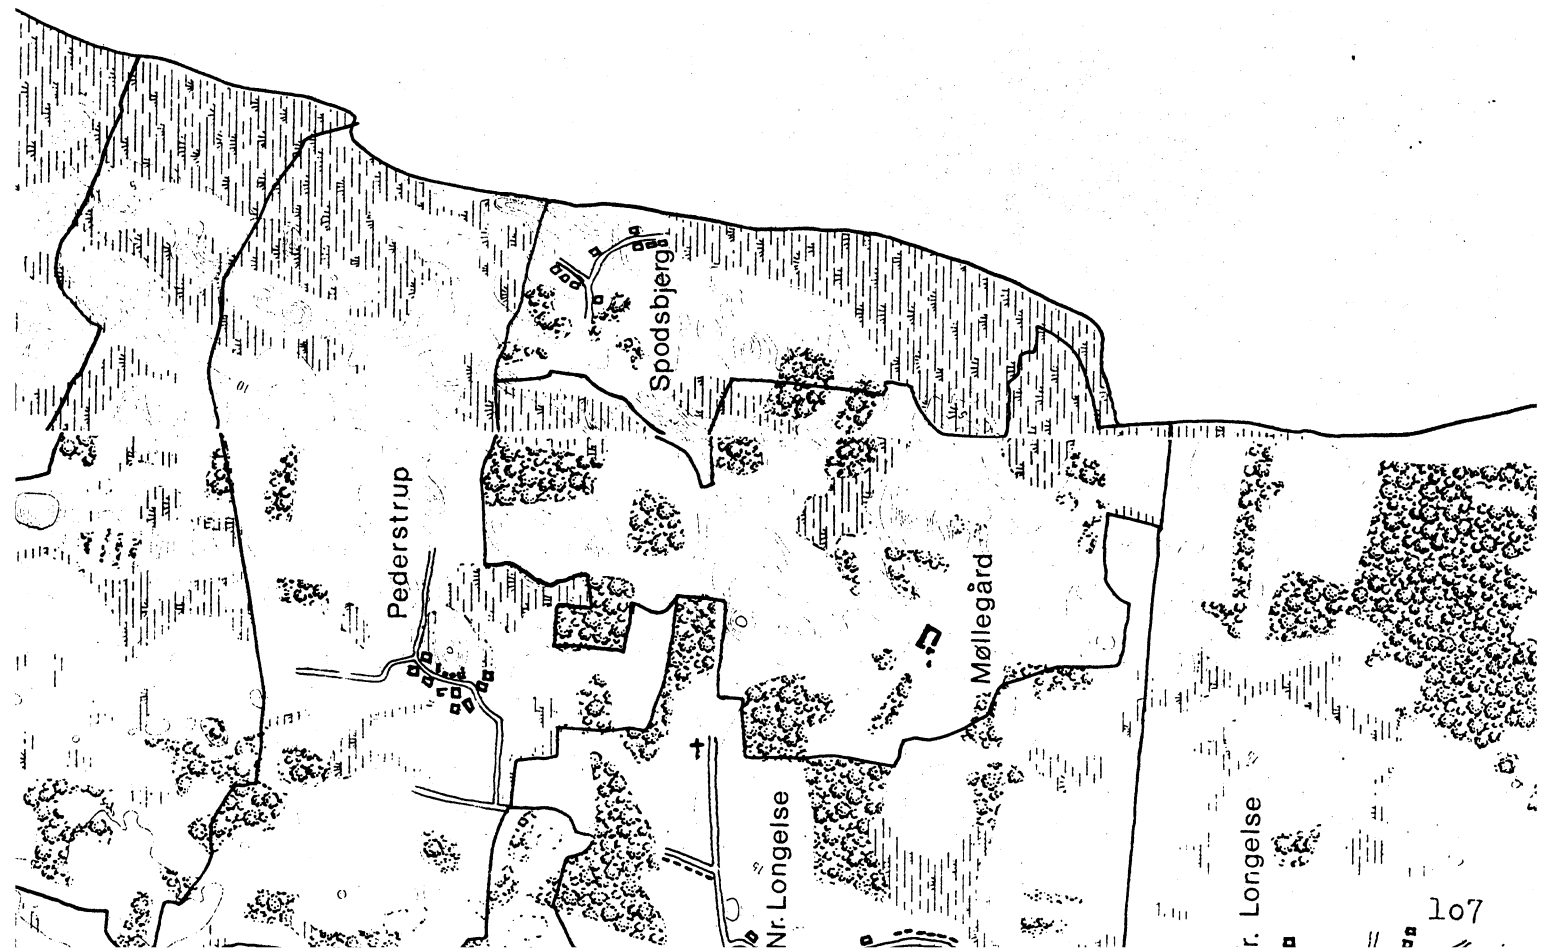 Spodsbjerg
Pederstrup
Møllegård
Nr. Longelse
r. Longelse
107